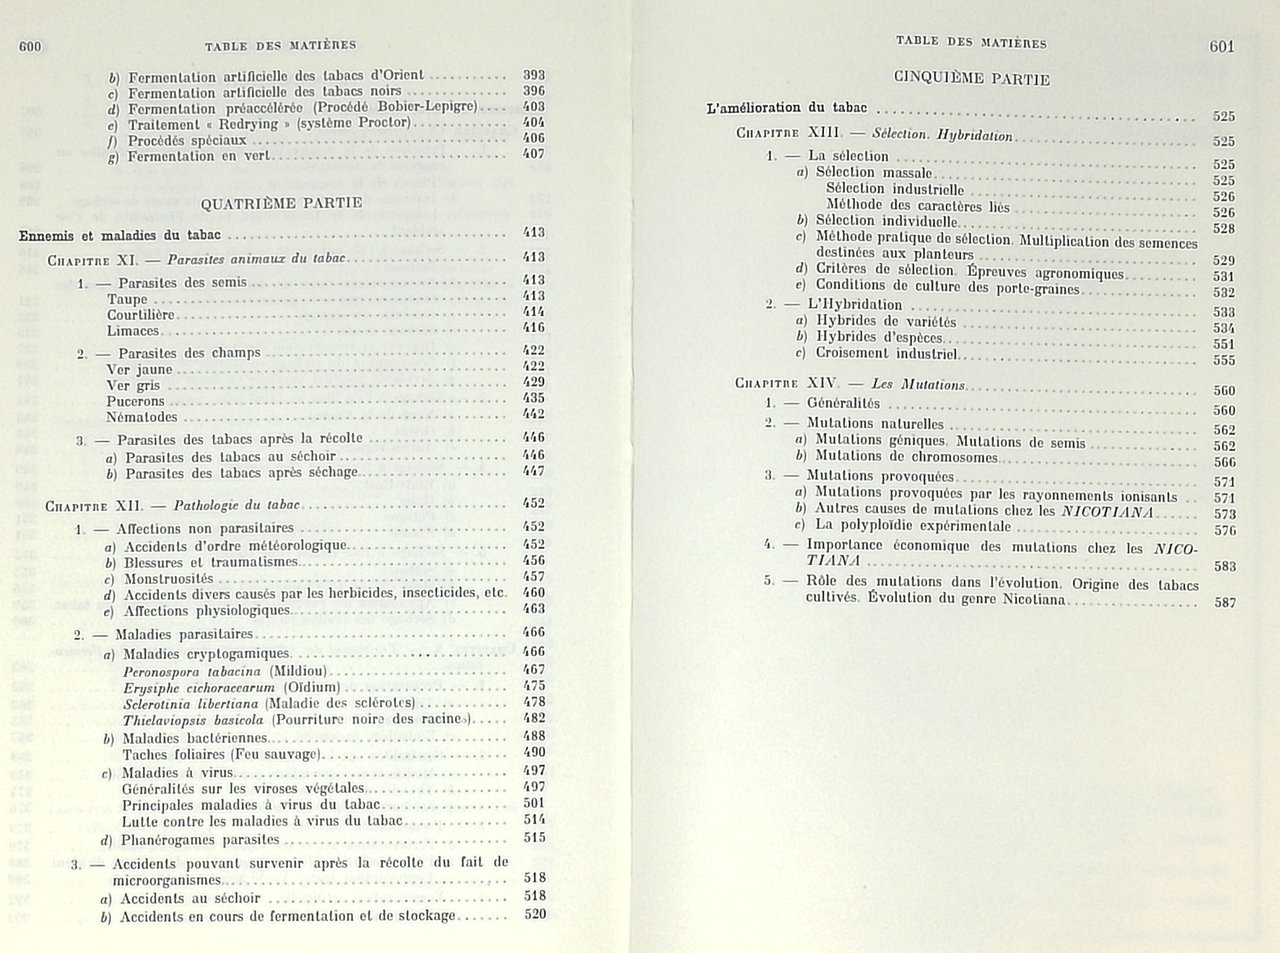 600
TABLE DES MATIÈRES
b) Fermentation artificielle des tabacs d'Orient .......... 393
c) Fermentation artificielle des tabacs noirs .......... 396
d) Fermentation préaccélérée (Procédé Bobier-Lepigre) .... 403
e) Traitement « Redrying » (système Proctor) .......... 404
f) Procédés spéciaux .......... 406
g) Fermentation en vert .......... 407
QUATRIÈME PARTIE
Ennemis et maladies du tabac .......... 413
CHAPITRE XI. — Parasites animaux du tabac .......... 413
1. — Parasites des semis .......... 413
Taupe .......... 413
Courtilière .......... 414
Limaces .......... 416
2. — Parasites des champs .......... 422
Ver jaune .......... 422
Ver gris .......... 429
Pucerons .......... 435
Nématodes .......... 442
3. — Parasites des tabacs après la récolte .......... 446
a) Parasites des tabacs au séchoir .......... 446
b) Parasites des tabacs après séchage .......... 447
CHAPITRE XII. — Pathologie du tabac .......... 452
1. — Affections non parasitaires .......... 452
a) Accidents d'ordre météorologique .......... 452
b) Blessures et traumatismes .......... 456
c) Monstruosités .......... 457
d) Accidents divers causés par les herbicides, insecticides, etc. 460
e) Affections physiologiques .......... 463
2. — Maladies parasitaires .......... 466
a) Maladies cryptogamiques .......... 466
Peronospora tabacina (Mildiou) .......... 467
Erysiphe cichoracearum (Oïdium) .......... 475
Sclerotinia libertiana (Maladie des sclérotes) .......... 478
Thielaviopsis basicola (Pourriture noire des racines) ..... 482
b) Maladies bactériennes .......... 488
Taches foliaires (Feu sauvage) .......... 490
c) Maladies à virus .......... 497
Généralités sur les viroses végétales .......... 497
Principales maladies à virus du tabac .......... 501
Lutte contre les maladies à virus du tabac .......... 514
d) Phanérogames parasites .......... 515
3. — Accidents pouvant survenir après la récolte du fait de
microorganismes .......... 518
a) Accidents au séchoir .......... 518
b) Accidents en cours de fermentation et de stockage ....... 520
TABLE DES MATIÈRES
601
CINQUIÈME PARTIE
L'amélioration du tabac .......... 525
CHAPITRE XIII. — Sélection. Hybridation .......... 525
1. — La sélection .......... 525
a) Sélection massale .......... 525
Sélection industrielle .......... 526
Méthode des caractères liés .......... 526
b) Sélection individuelle .......... 528
c) Méthode pratique de sélection. Multiplication des semences
destinées aux planteurs .......... 529
d) Critères de sélection. Épreuves agronomiques .......... 531
e) Conditions de culture des porte-graines .......... 532
2. — L'Hybridation .......... 533
a) Hybrides de variétés .......... 534
b) Hybrides d'espèces .......... 551
c) Croisement industriel .......... 555
CHAPITRE XIV. — Les Mutations .......... 560
1. — Généralités .......... 560
2. — Mutations naturelles .......... 562
a) Mutations géniques. Mutations de semis .......... 562
b) Mutations de chromosomes .......... 566
3. — Mutations provoquées .......... 571
a) Mutations provoquées par les rayonnements ionisants .. 571
b) Autres causes de mutations chez les NICOTIANA ...... 573
c) La polyploïdie expérimentale .......... 576
4. — Importance économique des mutations chez les NICO-
TIANA .......... 583
5. — Rôle des mutations dans l'évolution. Origine des tabacs
cultivés. Évolution du genre Nicotiana .......... 587